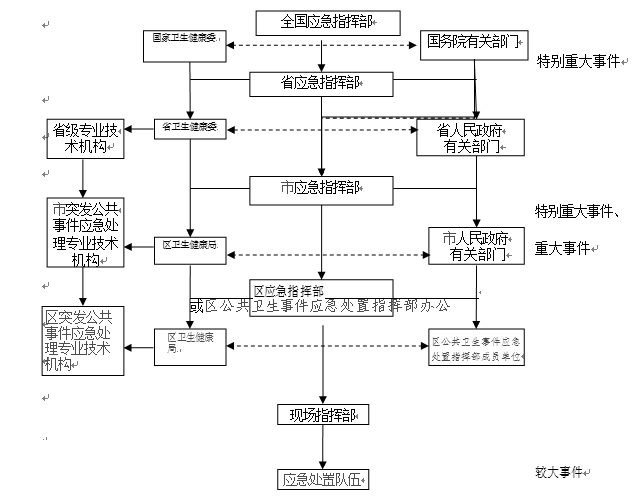 全国应急指挥部
国家卫生健康委.
国务院有关部门
特别重大事件
省应急指挥部
省级专业技
术机构
省卫生健康委.
省人民政府
有关部门
市应急指挥部
市突发公共
事件应急处
理专业技术
机构
区卫生健康局.
市人民政府
有关部门
特别重大事件、
重大事件
区应急指挥部
或区公共卫生事件应急处置指挥部办公
区突发公共
事件应急处
理专业技术
机构
区卫生健康
局.
区公共卫生事件应急
处置指挥部成员单位
现场指挥部
应急处置队伍
较大事件